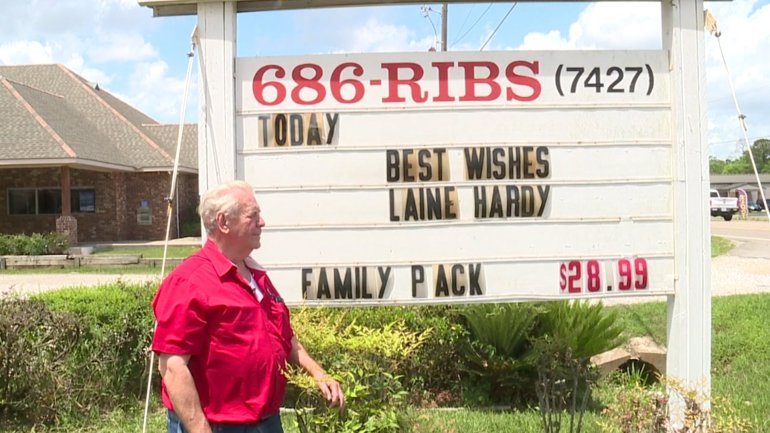 686-RIBS (7427)
TODAY
BEST WISHES
LAINE HARDY
FAMILY PACK $28.99